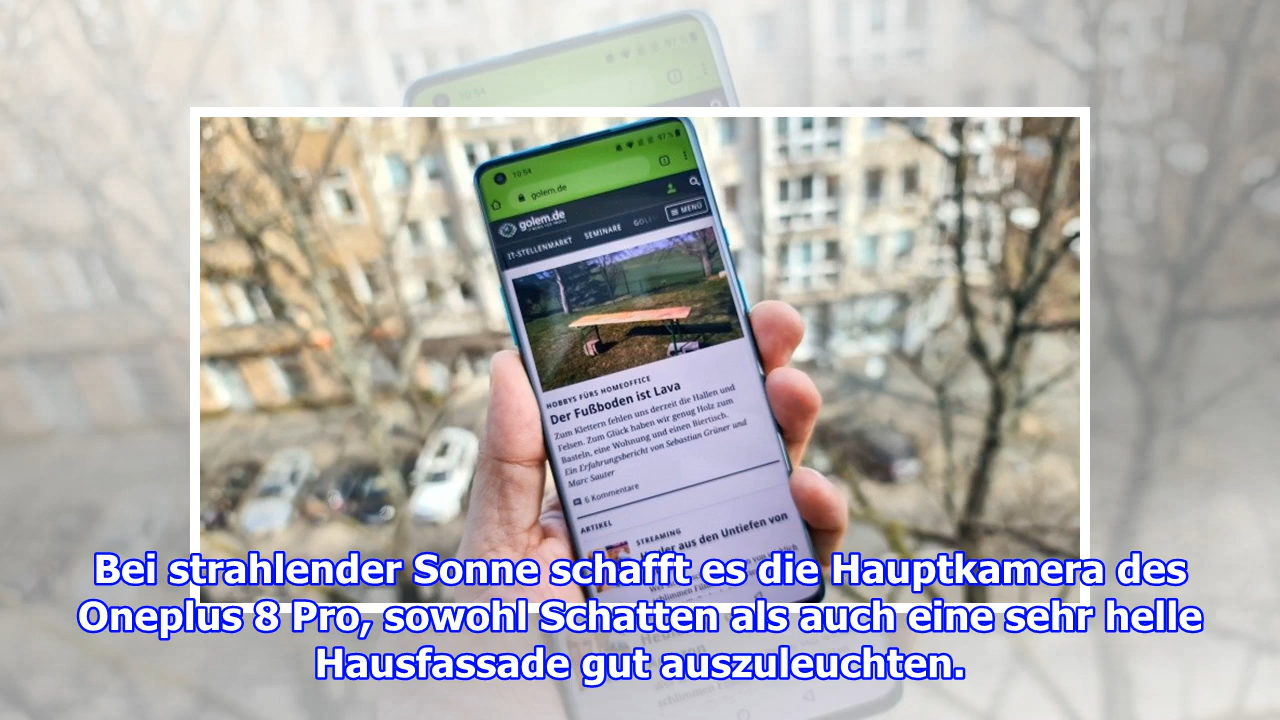 10:54
97 %
golem.de
golem.de
IT-STELLENMARKT SEMINARE
MENÜ
HOBBYS FÜRS HOMEOFFICE
Der Fußboden ist Lava
Zum Klettern fehlen uns derzeit die Hallen und
Felsen. Zum Glück haben wir genug Holz zum
Basteln, eine Wohnung und einen Biertisch.
Ein Erfahrungsbericht von Sebastian Grüner und
Marc Sauter
6 Kommentare
ARTIKEL
STREAMING
aus den Untiefen von
Bei strahlender Sonne schafft es die Hauptkamera des
Oneplus 8 Pro, sowohl Schatten als auch eine sehr helle
Hausfassade gut auszuleuchten.